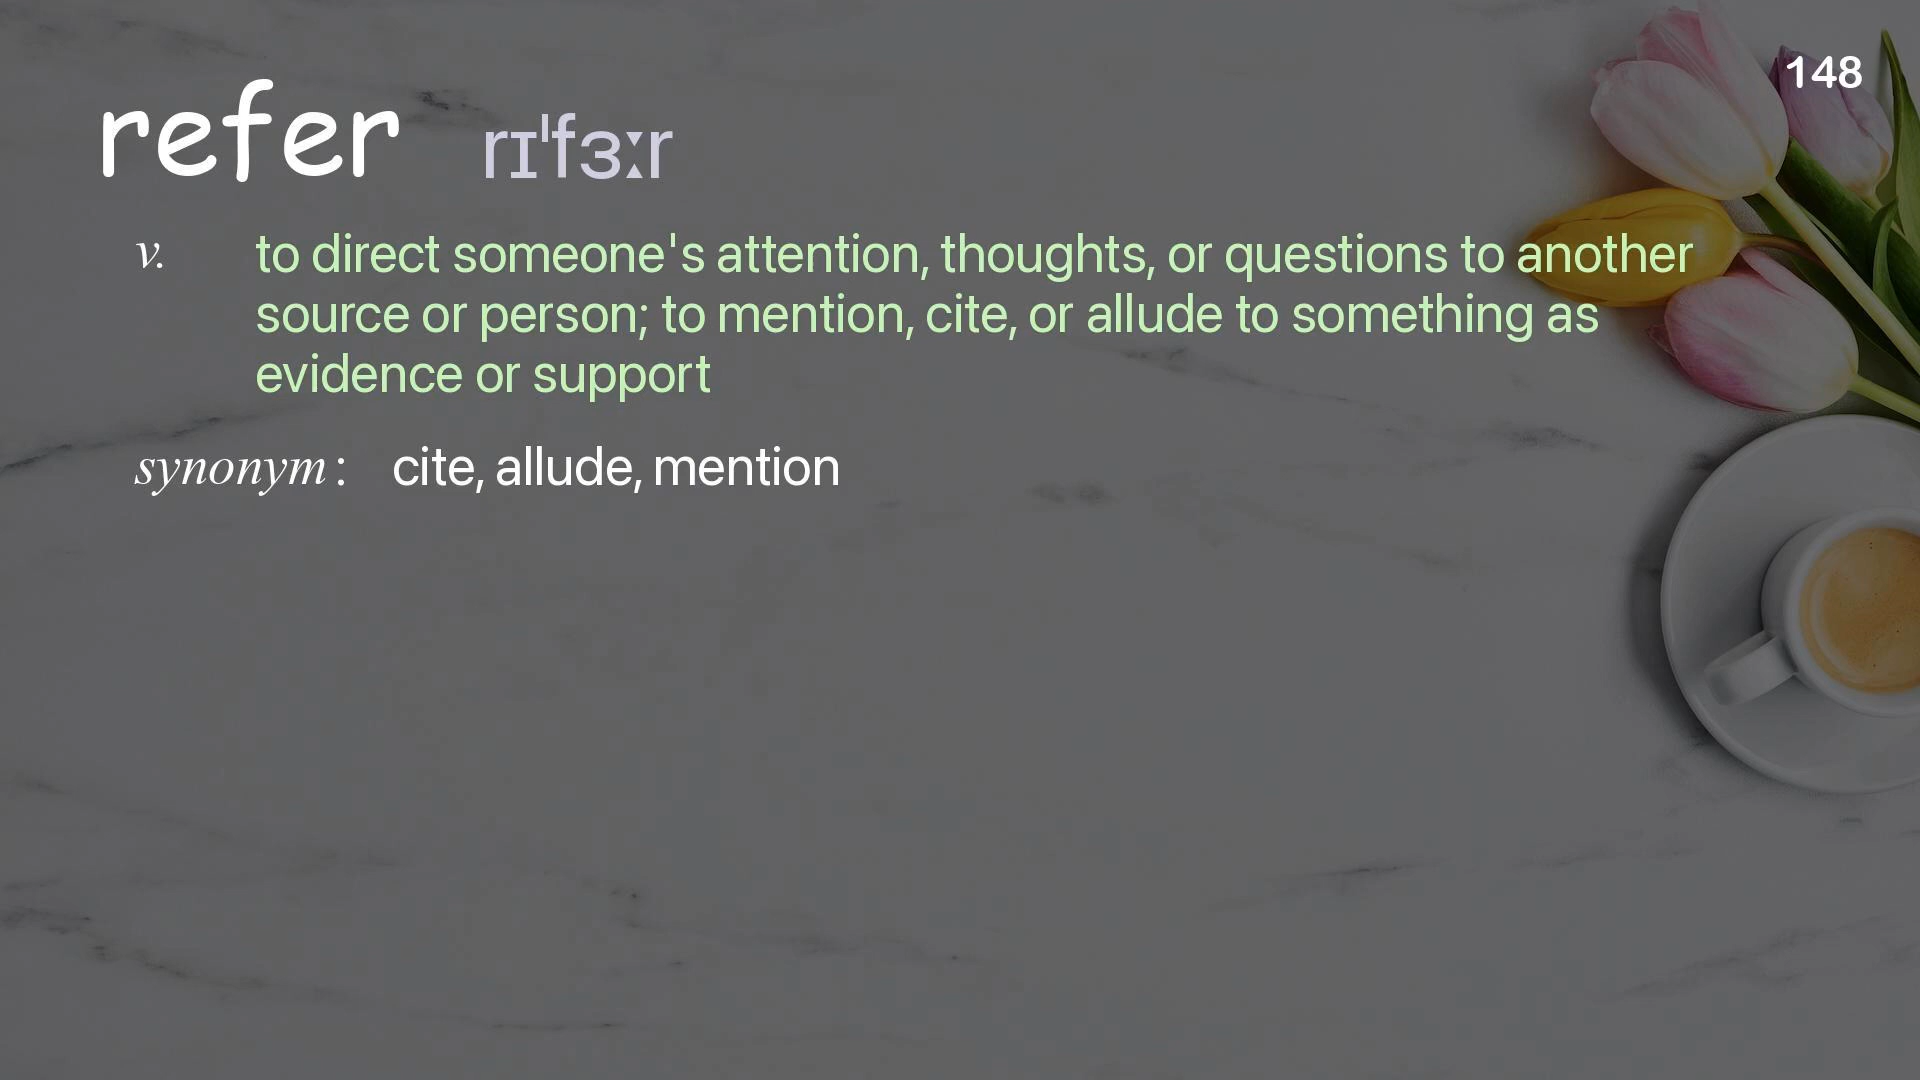 148
refer rɪˈfɜːr
v. to direct someone's attention, thoughts, or questions to another
source or person; to mention, cite, or allude to something as
evidence or support
synonym : cite, allude, mention